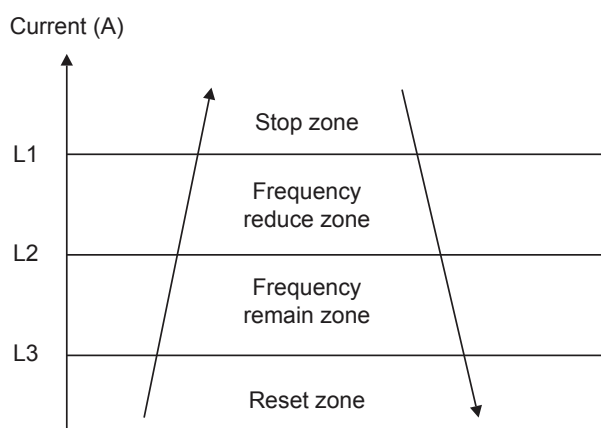 Current (A)
Stop zone
L1
Frequency
reduce zone
L2
Frequency
remain zone
L3
Reset zone